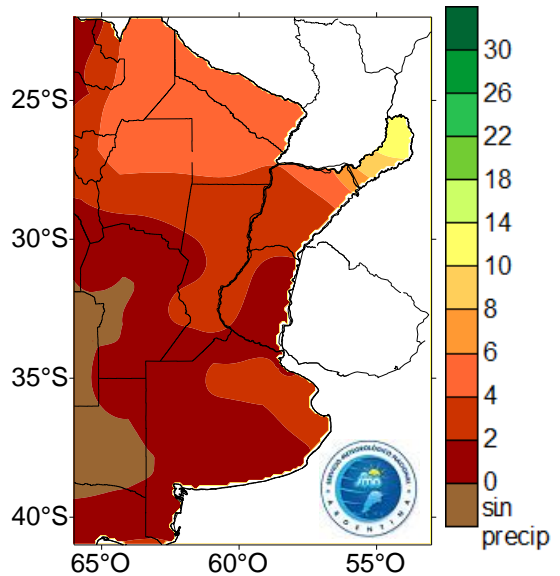 25°S
30°S
35°S
40°S
65°O
60°O
55°O
30
26
22
18
14
10
8
6
4
2
0
sin
precip
SERVICIO METEOROLÓGICO NACIONAL
smn
ARGENTINA